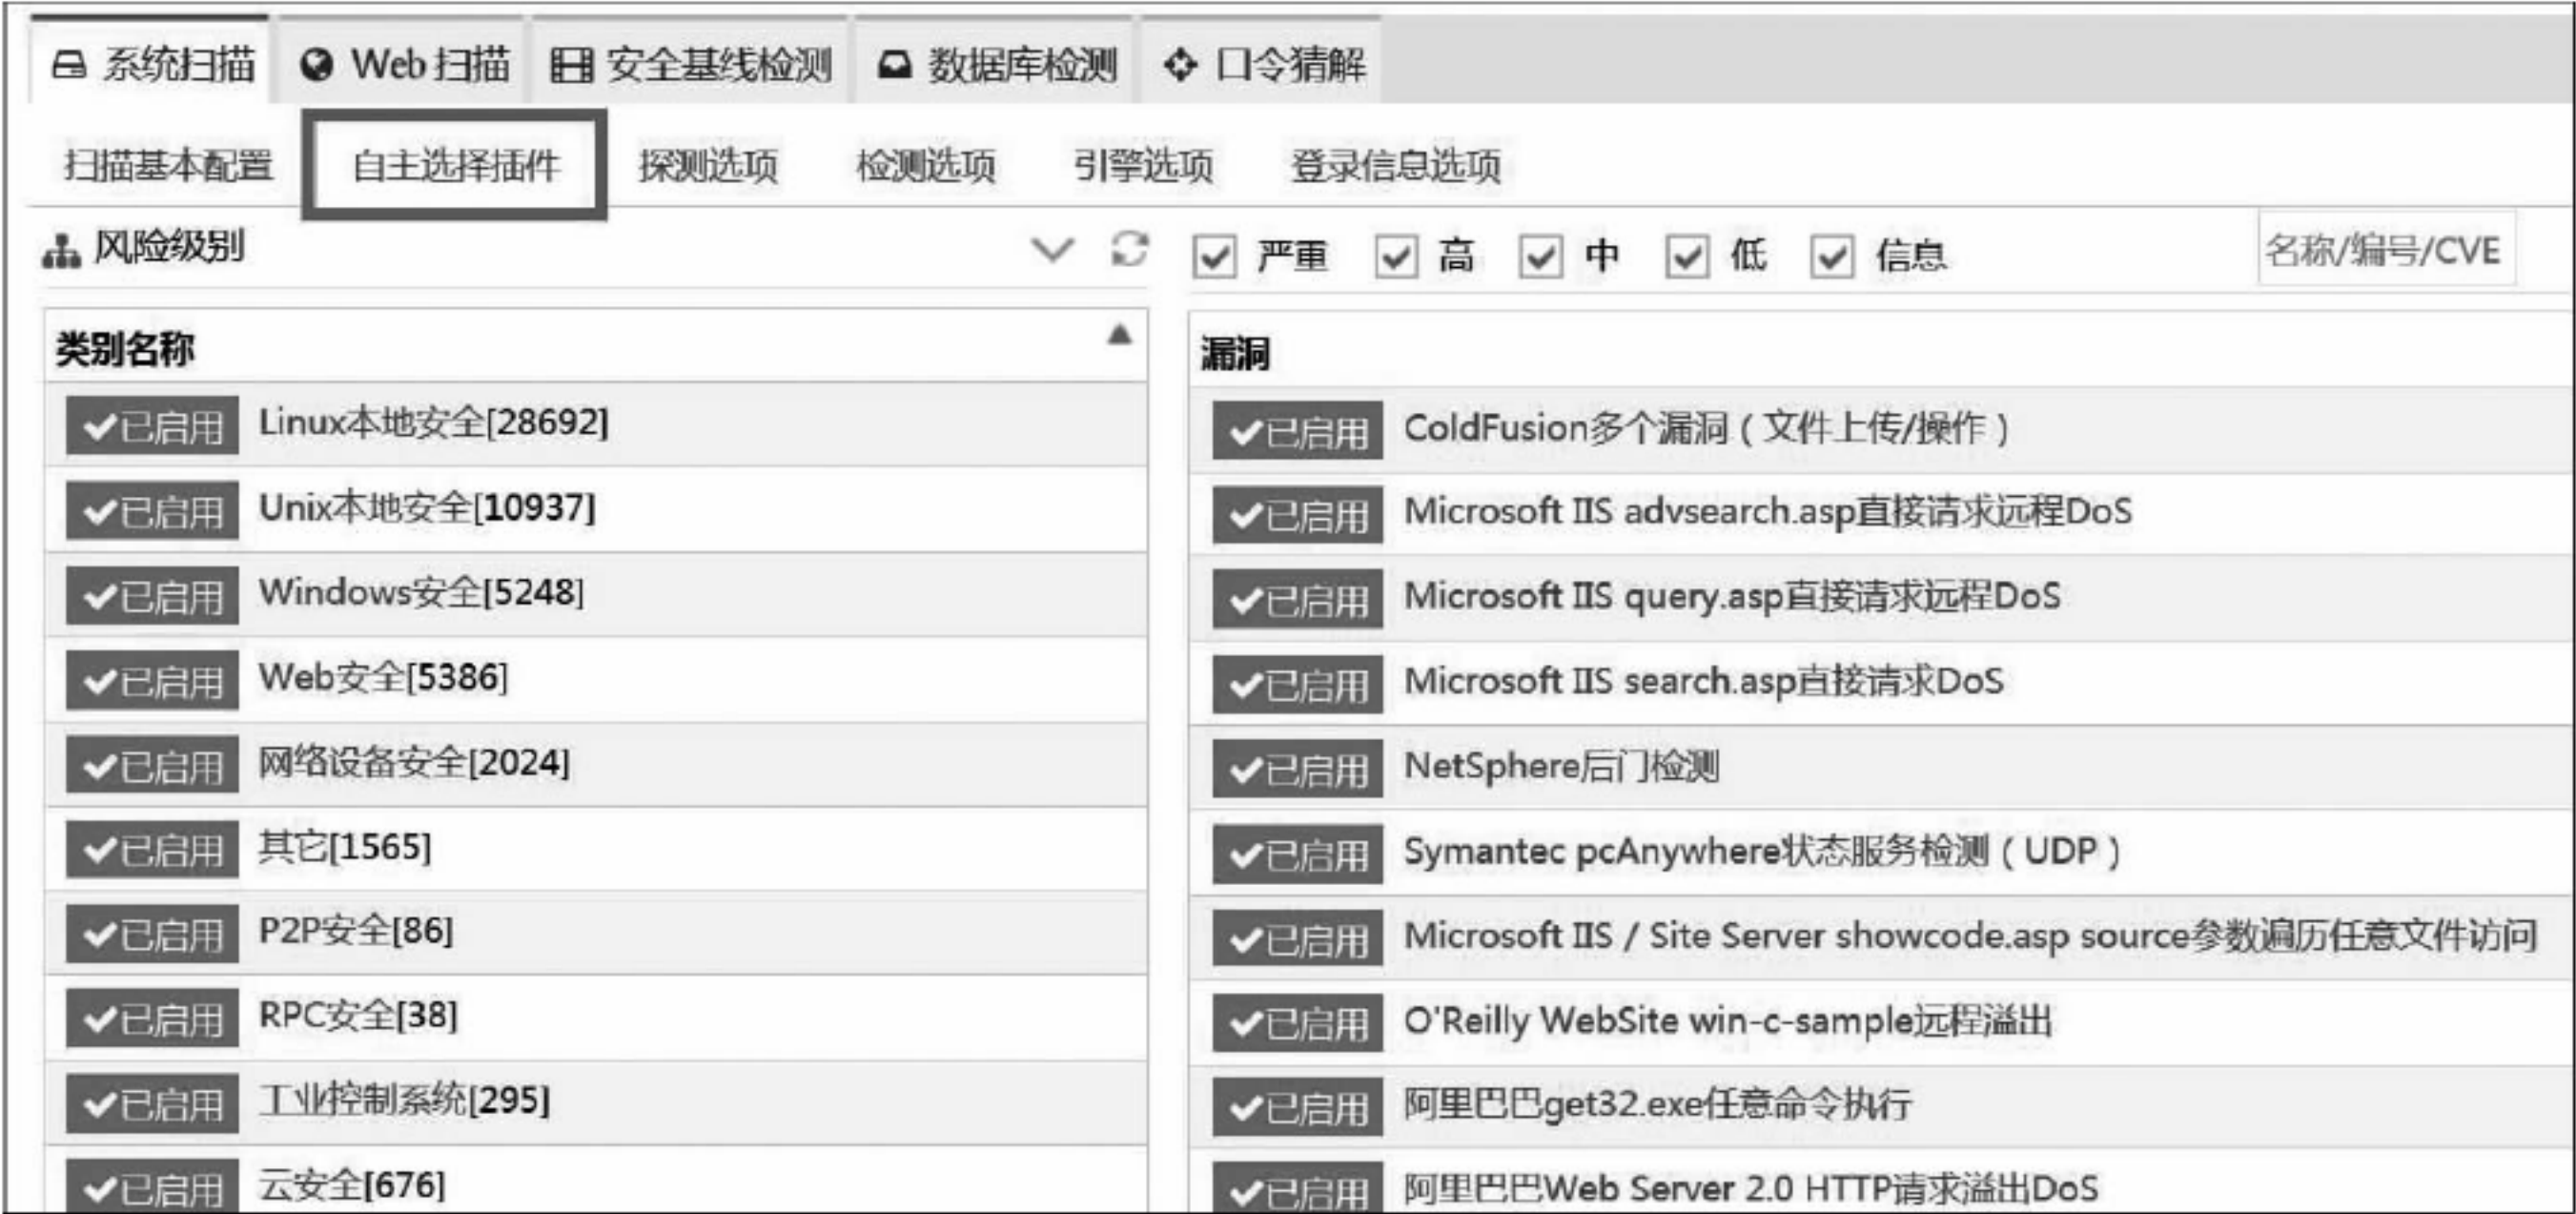 系统扫描 Web 扫描 安全基线检测 数据库检测 口令猜解
扫描基本配置 自主选择插件 探测选项 检测选项 引擎选项 登录信息选项
风险级别
类别名称
已启用 Linux本地安全[28692]
已启用 Unix本地安全[10937]
已启用 Windows安全[5248]
已启用 Web安全[5386]
已启用 网络设备安全[2024]
已启用 其它[1565]
已启用 P2P安全[86]
已启用 RPC安全[38]
已启用 工业控制系统[295]
已启用 云安全[676]
严重 高 中 低 信息 名称/编号/CVE
漏洞
已启用 ColdFusion多个漏洞（文件上传/操作）
已启用 Microsoft IIS advsearch.asp直接请求远程DoS
已启用 Microsoft IIS query.asp直接请求远程DoS
已启用 Microsoft IIS search.asp直接请求DoS
已启用 NetSphere后门检测
已启用 Symantec pcAnywhere状态服务检测（UDP）
已启用 Microsoft IIS / Site Server showcode.asp source参数遍历任意文件访问
已启用 O'Reilly WebSite win-c-sample远程溢出
已启用 阿里巴巴get32.exe任意命令执行
已启用 阿里巴巴Web Server 2.0 HTTP请求溢出DoS